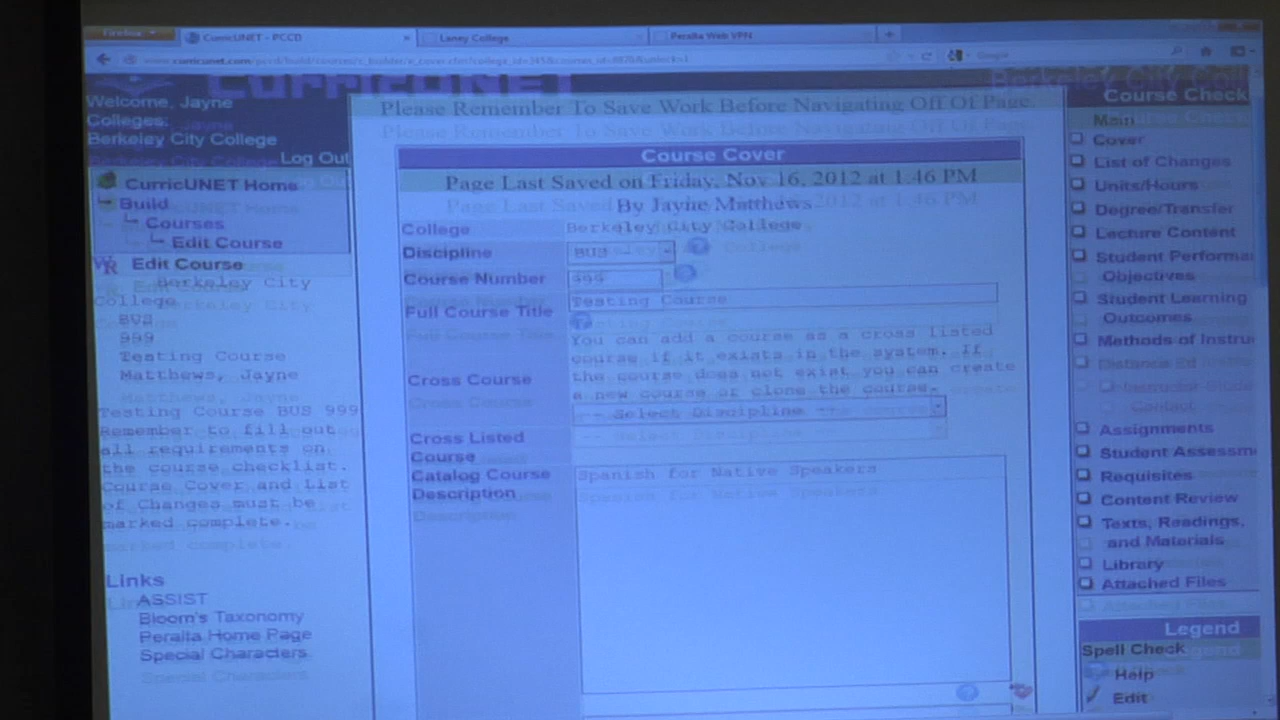 Firefox
CurricUNET - PCCD
Laney College
Peralta Web VPN
CurricUNET
Berkeley City Coll
Welcome, Jayne
Colleges:
Berkeley City College
Log Out
CurricUNET Home
Build
Courses
Edit Course
Edit Course
Berkeley City
College
BUS
999
Testing Course
Matthews, Jayne
Testing Course BUS 999
Remember to fill out
all requirements on
the course checklist.
Course Cover and List
of Changes must be
marked complete.
Links
ASSIST
Bloom's Taxonomy
Peralta Home Page
Special Characters
Please Remember To Save Work Before Navigating Off Of Page.
Course Cover
Page Last Saved on Friday, Nov 16, 2012 at 1:46 PM
By Jayne Matthews
College Berkeley City College
Discipline BUS
Course Number 999
Full Course Title Testing Course
You can add a course as a cross listed
course if it exists in the system. If
the course does not exist you can create
a new course or clone the course.
Cross Course
-- Select Discipline --
Cross Listed
Course
Catalog Course
Description
Spanish for Native Speakers
Course Check
Main
Cover
List of Changes
Units/Hours
Degree/Transfer
Lecture Content
Student Performa
Objectives
Student Learning
Outcomes
Methods of Instru
Distance Ed
Contact
Assignments
Student Assessm
Requisites
Content Review
Texts, Readings,
and Materials
Library
Attached Files
Legend
Spell Check
Help
Edit